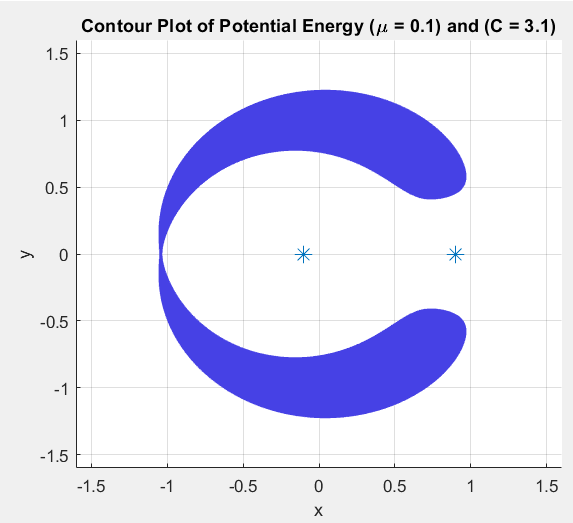 Contour Plot of Potential Energy (μ = 0.1) and (C = 3.1)
1.5
1
0.5
0
-0.5
-1
-1.5
y
-1.5 -1 -0.5 0 0.5 1 1.5
x